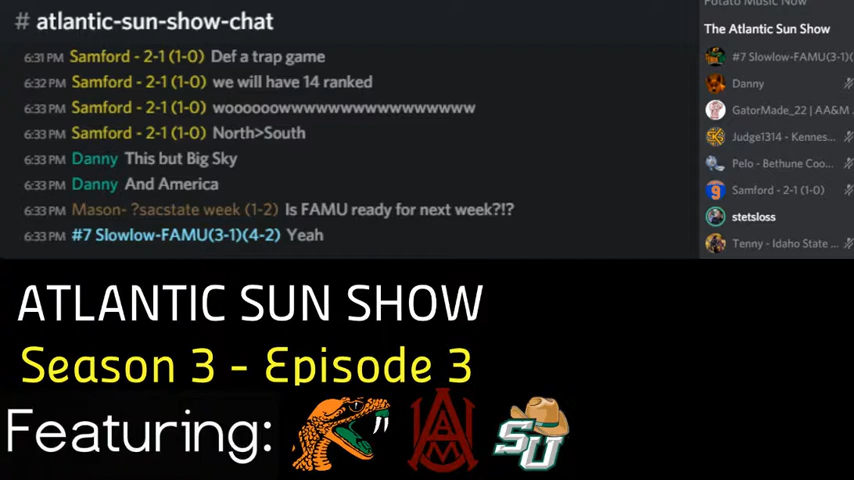 # atlantic-sun-show-chat
6:31 PM Samford - 2-1 (1-0) Def a trap game
6:32 PM Samford - 2-1 (1-0) we will have 14 ranked
6:33 PM Samford - 2-1 (1-0) woooooowwwwwwwwwwwwwwwww
6:33 PM Samford - 2-1 (1-0) North>South
6:33 PM Danny This but Big Sky
6:33 PM Danny And America
6:33 PM Mason- ?sacstate week (1-2) Is FAMU ready for next week?!?
6:33 PM #7 Slowlow-FAMU(3-1)(4-2) Yeah
Potato Music Now
The Atlantic Sun Show
#7 Slowlow-FAMU(3-1)(
Danny
GatorMade_22 | AA&M
Judge1314 - Kennes...
Pelo - Bethune Coo...
Samford - 2-1 (1-0)
stetsloss
Tenny - Idaho State ...
ATLANTIC SUN SHOW
Season 3 - Episode 3
Featuring:
AAM
SU